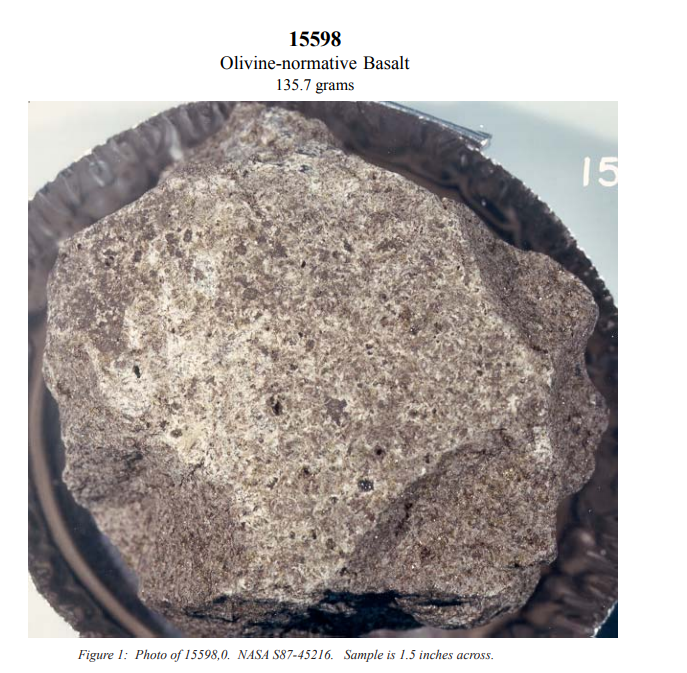 15598
Olivine-normative Basalt
135.7 grams
15
Figure 1:  Photo of 15598,0.  NASA S87-45216.   Sample is 1.5 inches across.